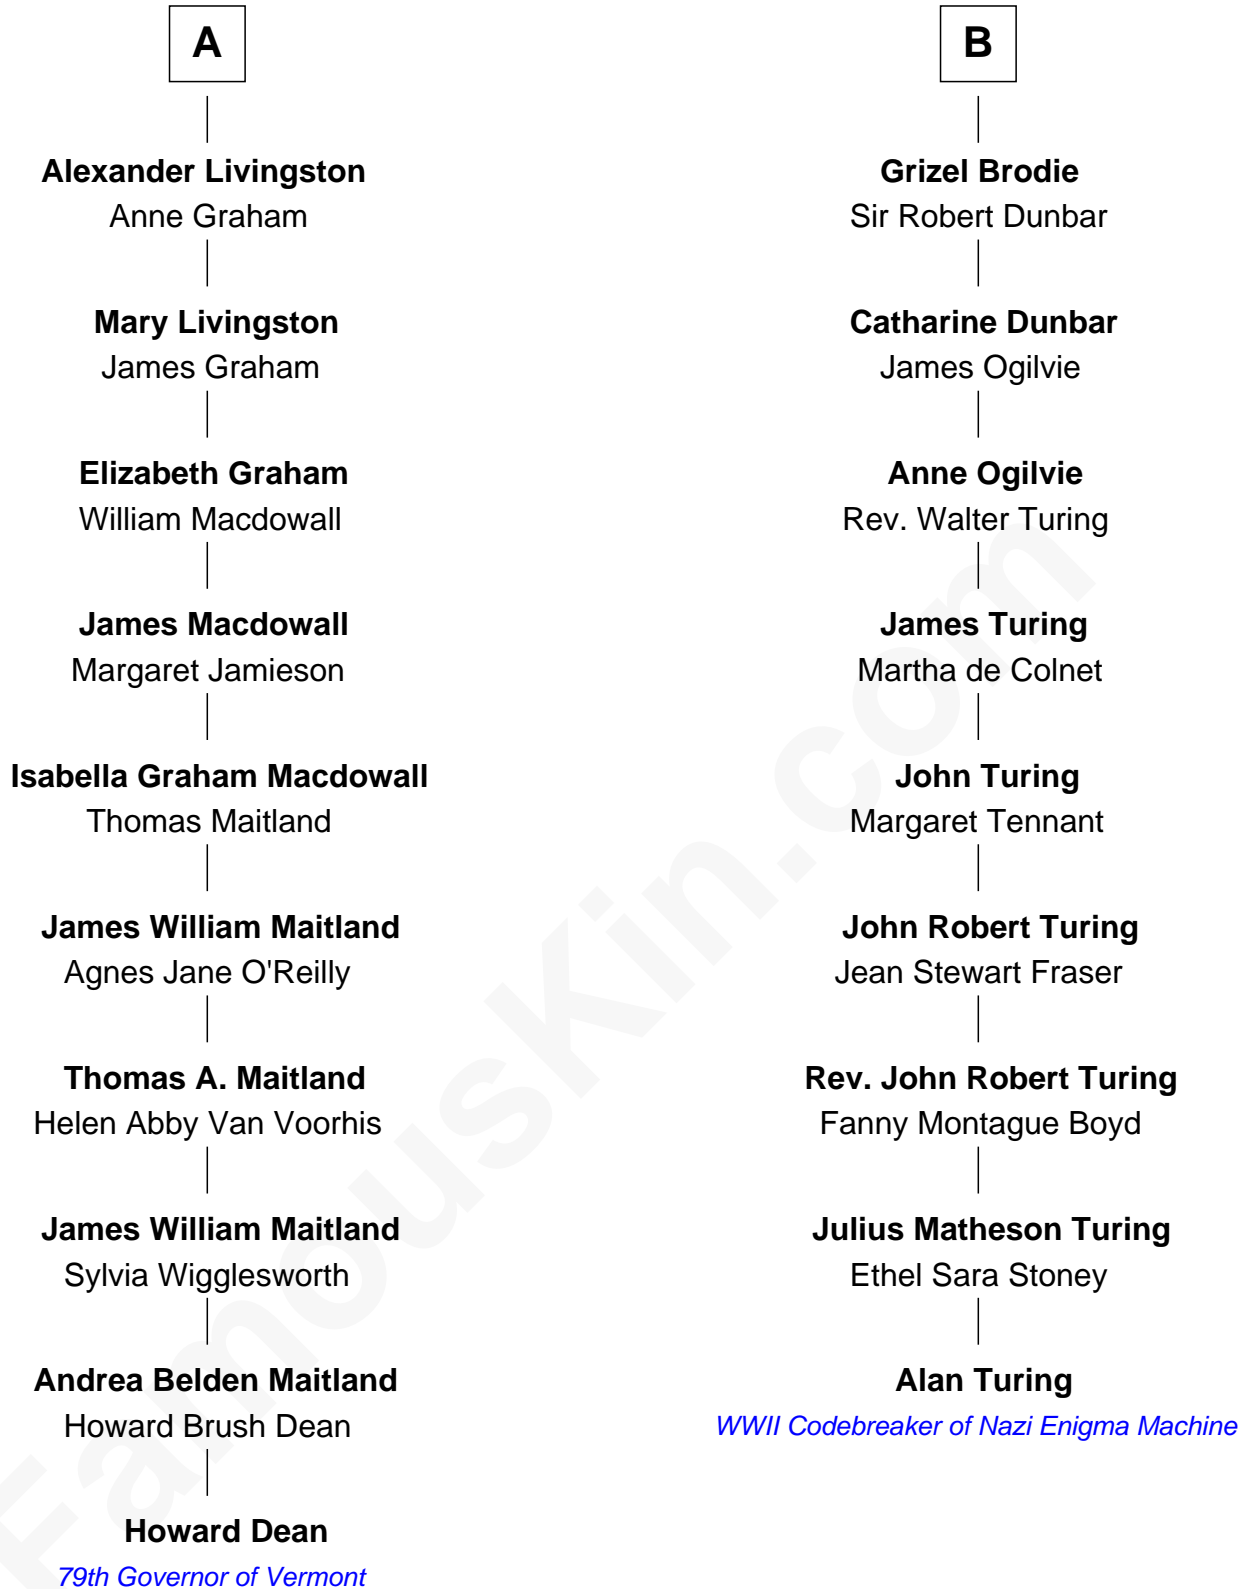 A
Alexander Livingston
Anne Graham
Mary Livingston
James Graham
Elizabeth Graham
William Macdowall
James Macdowall
Margaret Jamieson
Isabella Graham Macdowall
Thomas Maitland
James William Maitland
Agnes Jane O'Reilly
Thomas A. Maitland
Helen Abby Van Voorhis
James William Maitland
Sylvia Wigglesworth
Andrea Belden Maitland
Howard Brush Dean
Howard Dean
79th Governor of Vermont
B
Grizel Brodie
Sir Robert Dunbar
Catharine Dunbar
James Ogilvie
Anne Ogilvie
Rev. Walter Turing
James Turing
Martha de Colnet
John Turing
Margaret Tennant
John Robert Turing
Jean Stewart Fraser
Rev. John Robert Turing
Fanny Montague Boyd
Julius Matheson Turing
Ethel Sara Stoney
Alan Turing
WWII Codebreaker of Nazi Enigma Machine
FamousKin.com